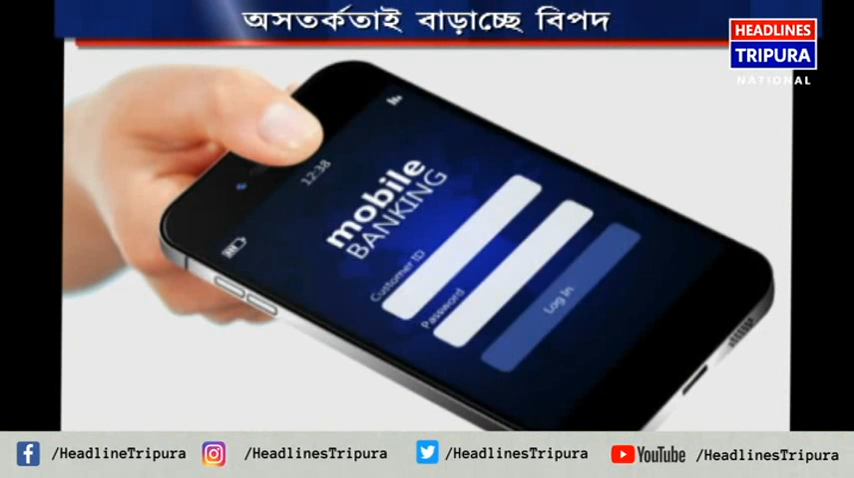 অসতর্কতাই বাড়াচ্ছে বিপদ
HEADLINES
TRIPURA
NATIONAL
12:38
mobile
BANKING
Customer ID
Password
Log In
/HeadlineTripura
/HeadlinesTripura
/HeadlinesTripura
YouTube
/HeadlinesTripura